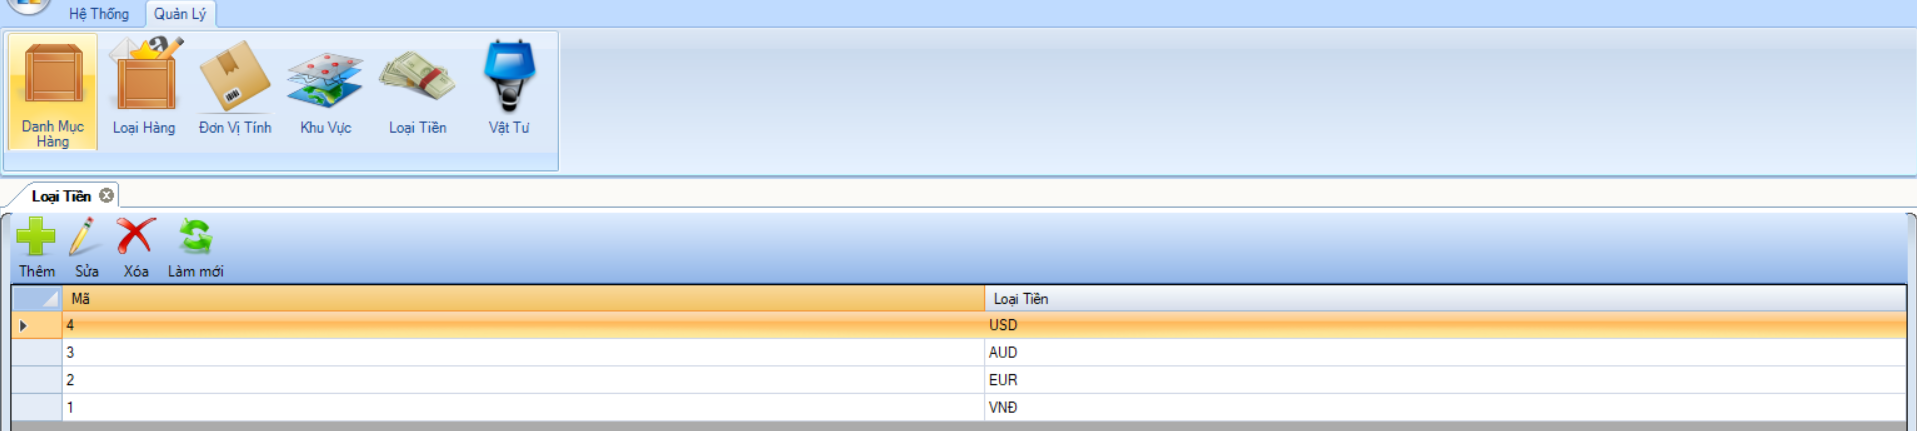 Hệ Thống Quản Lý
Danh Mục Hàng Loại Hàng Đơn Vị Tính Khu Vực Loại Tiền Vật Tư
Loại Tiền
Thêm Sửa Xóa Làm mới
Mã Loại Tiền
4 USD
3 AUD
2 EUR
1 VNĐ